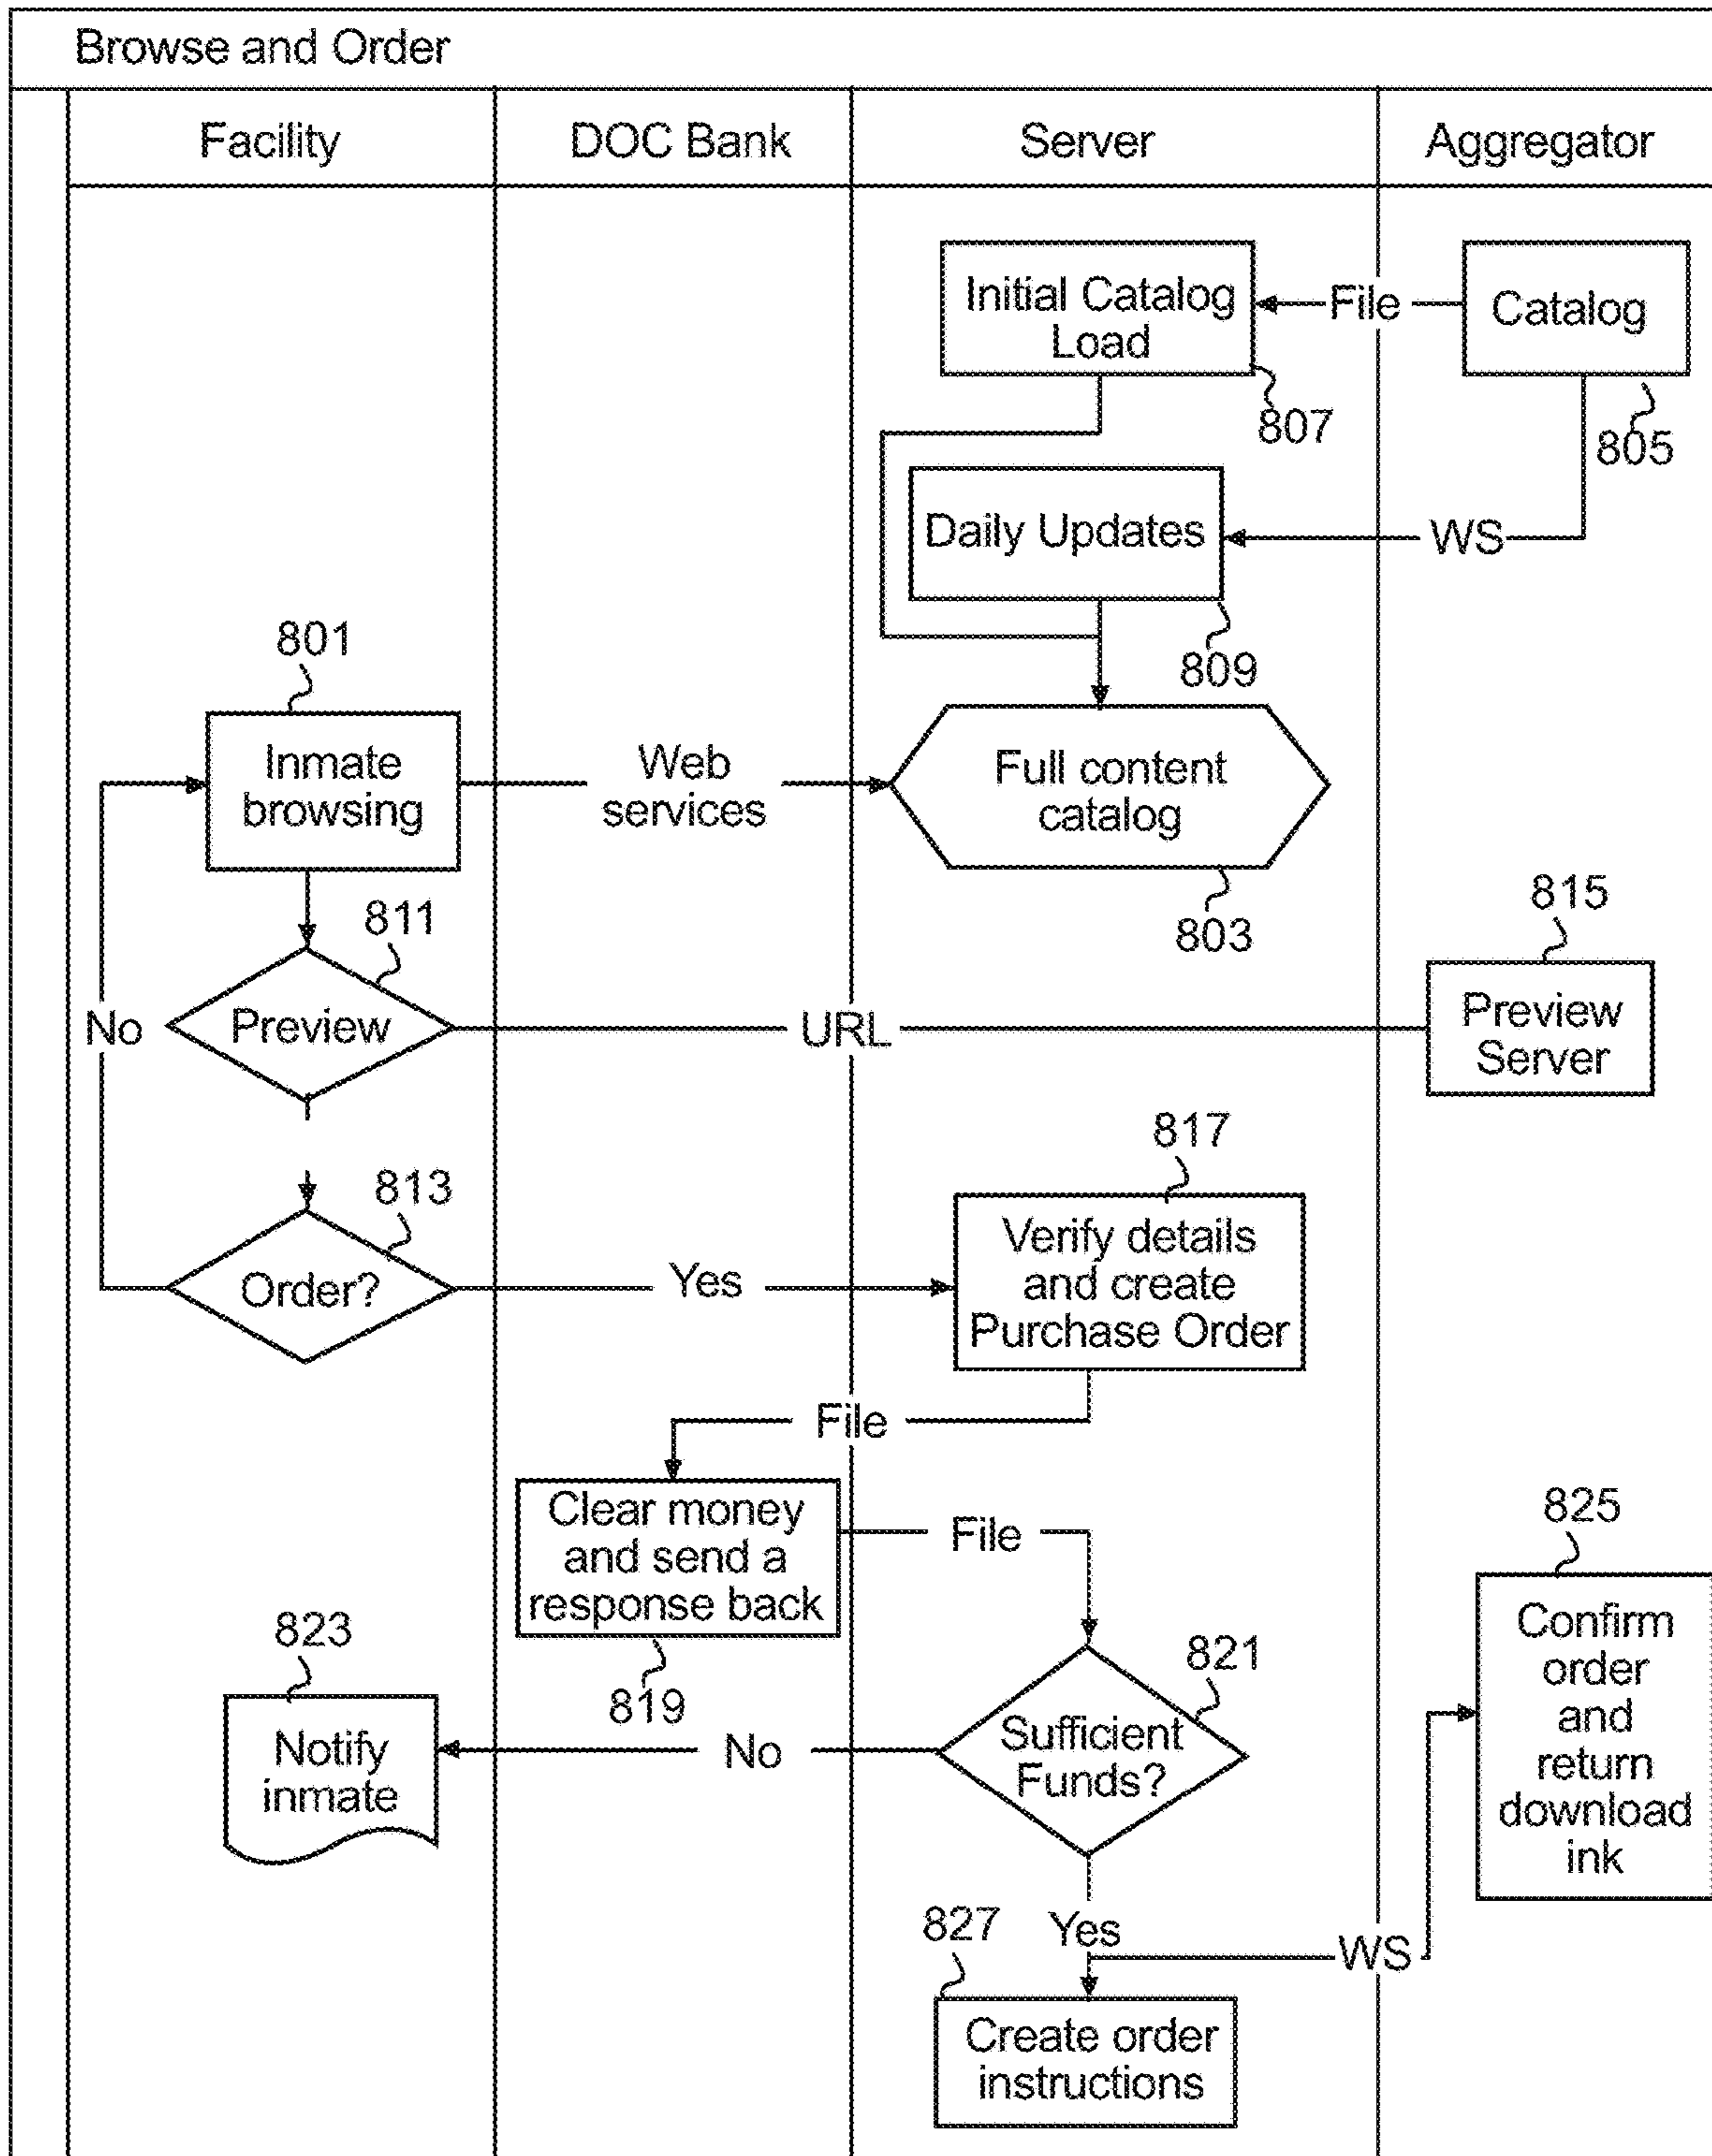 Browse and Order
Facility
DOC Bank
Server
Aggregator
Initial Catalog
Load
File
Catalog
807
805
Daily Updates
WS
809
801
Inmate
browsing
Web
services
Full content
catalog
803
811
815
No
Preview
URL
Preview
Server
817
813
Order?
Yes
Verify details
and create
Purchase Order
File
Clear money
and send a
response back
File
825
819
823
821
Notify
inmate
No
Sufficient
Funds?
Confirm
order
and
return
download
ink
827
Yes
WS
Create order
instructions